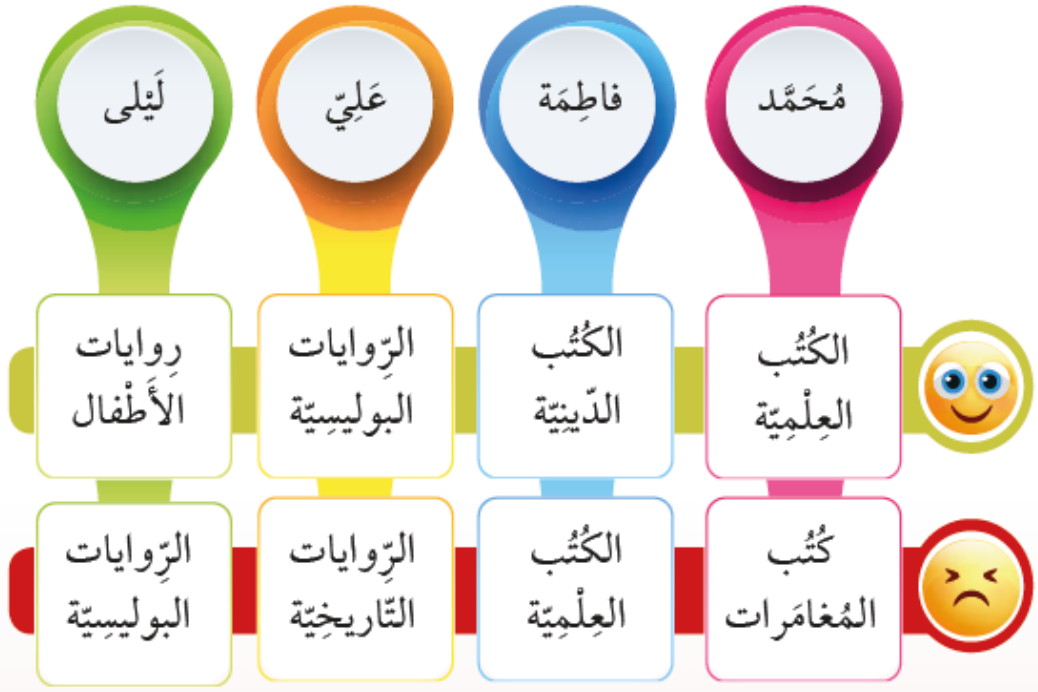 مُحَمَّد
فاطِمَة
عَلِيّ
لَيْلى
الكُتُب
العِلْمِيّة
الكُتُب
الدّينِيّة
الرِّوايات
البوليسِيّة
رِوايات
الأَطْفال
كُتُب
المُغامَرات
الكُتُب
العِلْمِيّة
الرِّوايات
التّاريخِيّة
الرِّوايات
البوليسِيّة